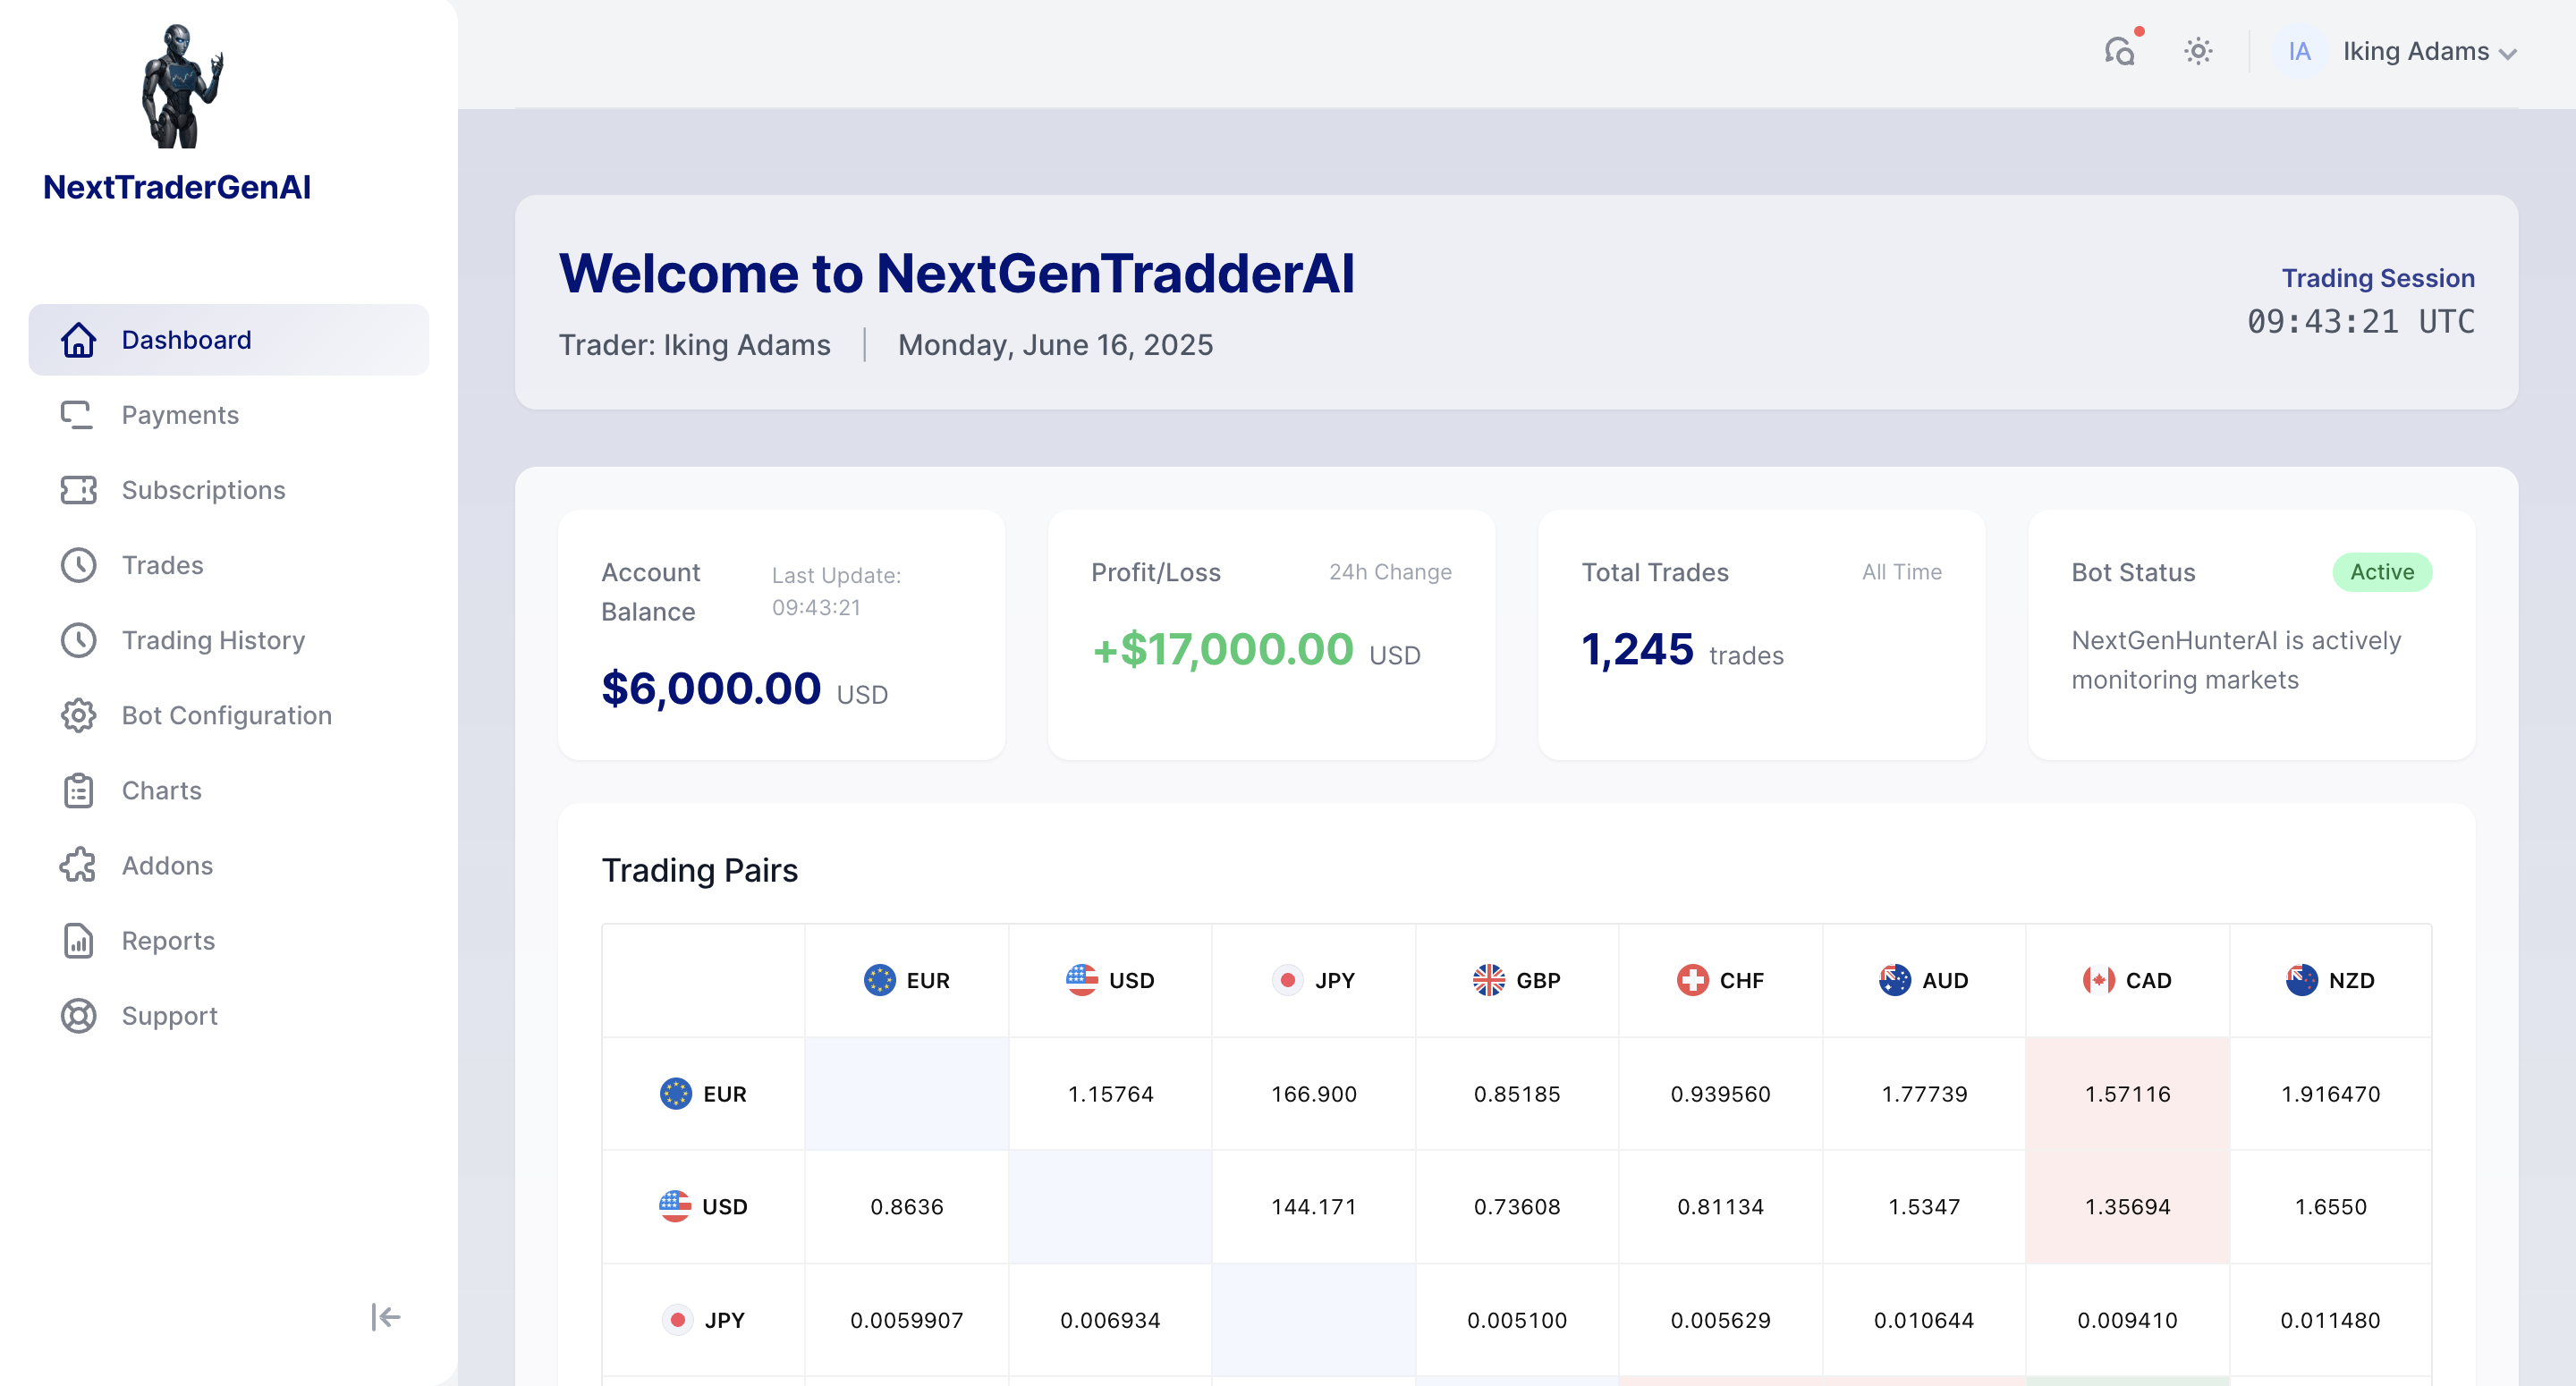 NextTraderGenAI
Dashboard
Payments
Subscriptions
Trades
Trading History
Bot Configuration
Charts
Addons
Reports
Support
IA Iking Adams
Welcome to NextGenTradderAI
Trader: Iking Adams Monday, June 16, 2025
Trading Session
09:43:21 UTC
Account Balance
Last Update: 09:43:21
$6,000.00 USD
Profit/Loss 24h Change
+$17,000.00 USD
Total Trades All Time
1,245 trades
Bot Status Active
NextGenHunterAI is actively
monitoring markets
Trading Pairs
EUR USD JPY GBP CHF AUD CAD NZD
EUR 1.15764 166.900 0.85185 0.939560 1.77739 1.57116 1.916470
USD 0.8636 144.171 0.73608 0.81134 1.5347 1.35694 1.6550
JPY 0.0059907 0.006934 0.005100 0.005629 0.010644 0.009410 0.011480